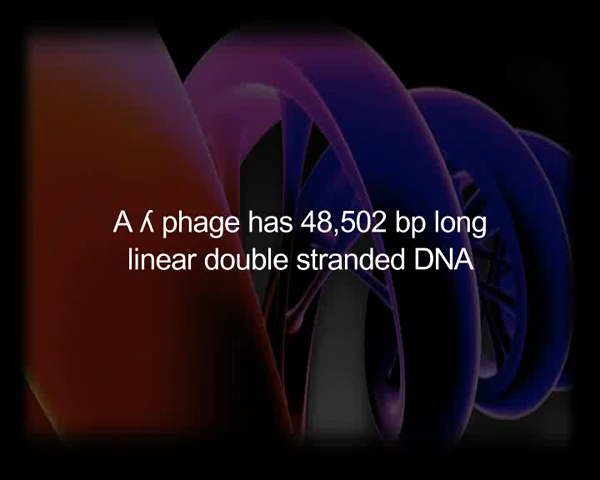 A ʎ phage has 48,502 bp long
linear double stranded DNA